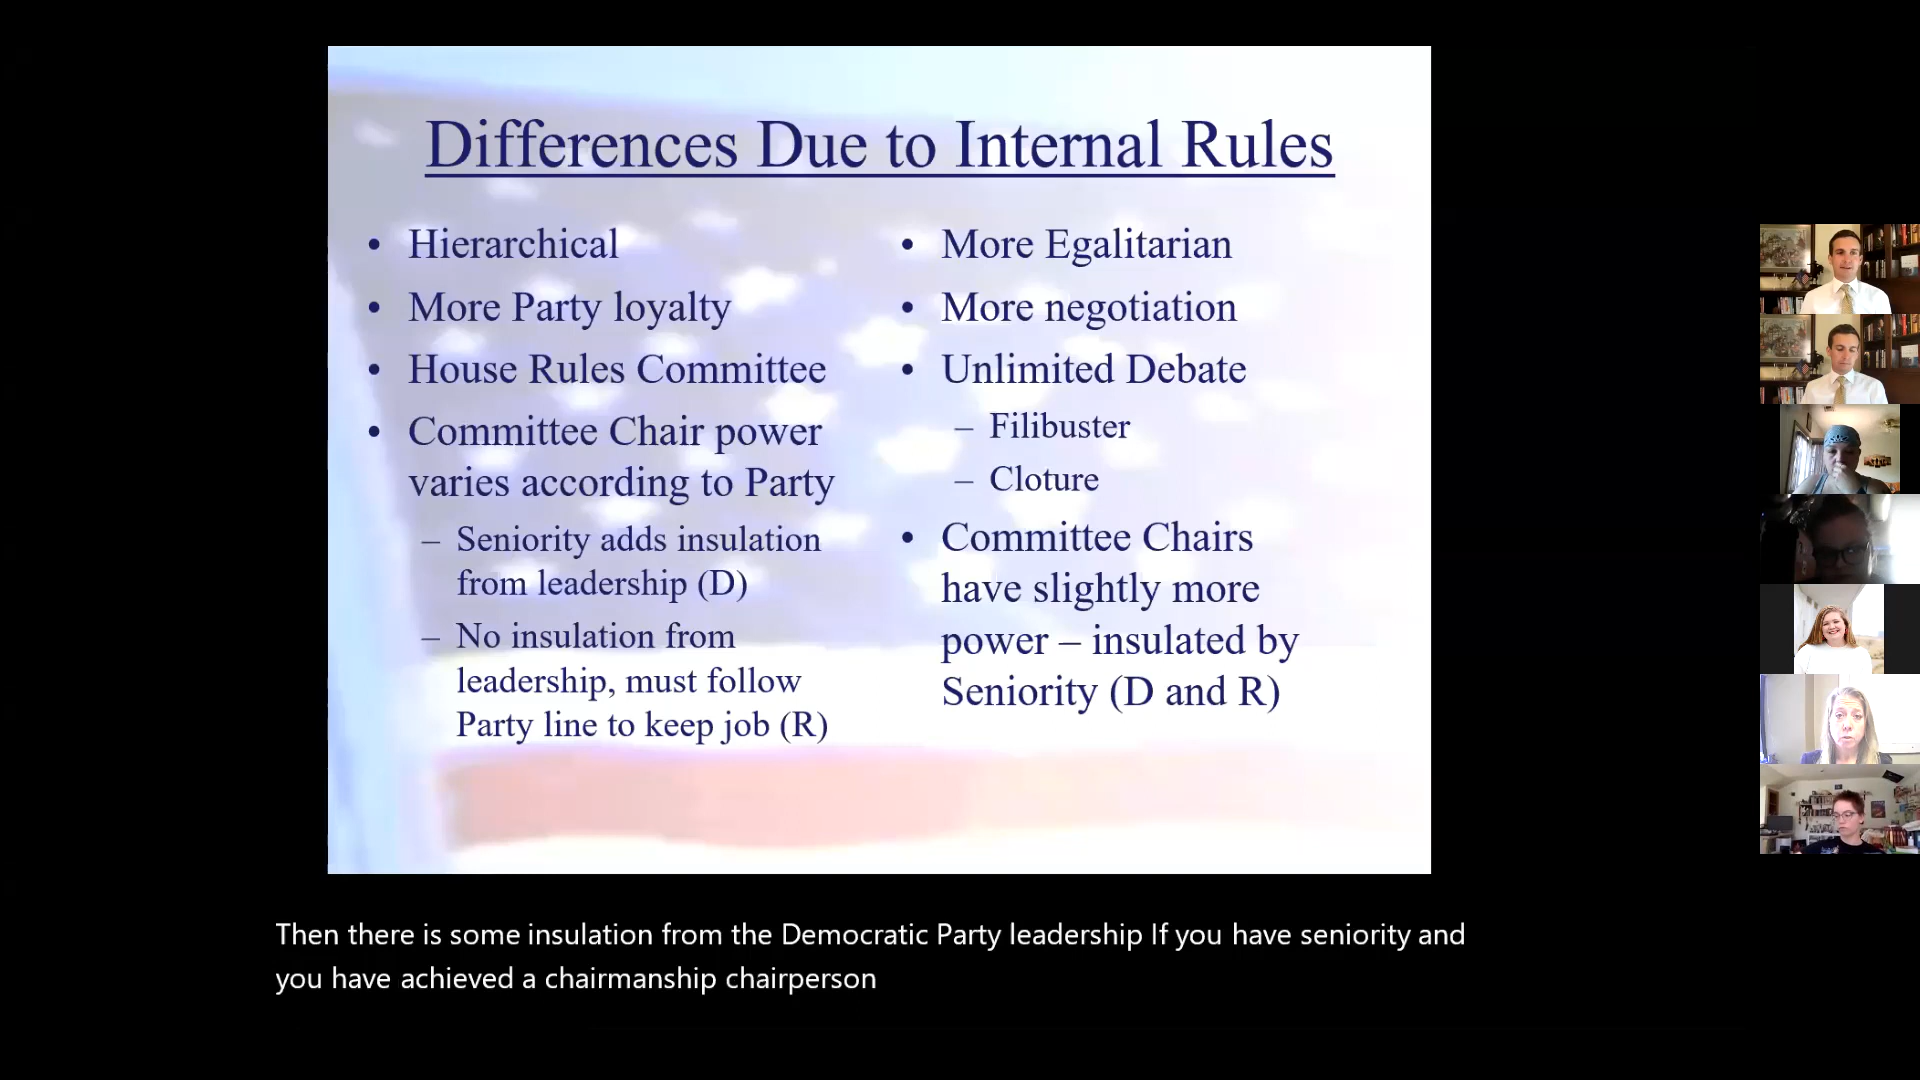 Differences Due to Internal Rules
• Hierarchical
• More Party loyalty
• House Rules Committee
• Committee Chair power
varies according to Party
– Seniority adds insulation
from leadership (D)
– No insulation from
leadership, must follow
Party line to keep job (R)
• More Egalitarian
• More negotiation
• Unlimited Debate
– Filibuster
– Cloture
• Committee Chairs
have slightly more
power – insulated by
Seniority (D and R)
Then there is some insulation from the Democratic Party leadership If you have seniority and
you have achieved a chairmanship chairperson